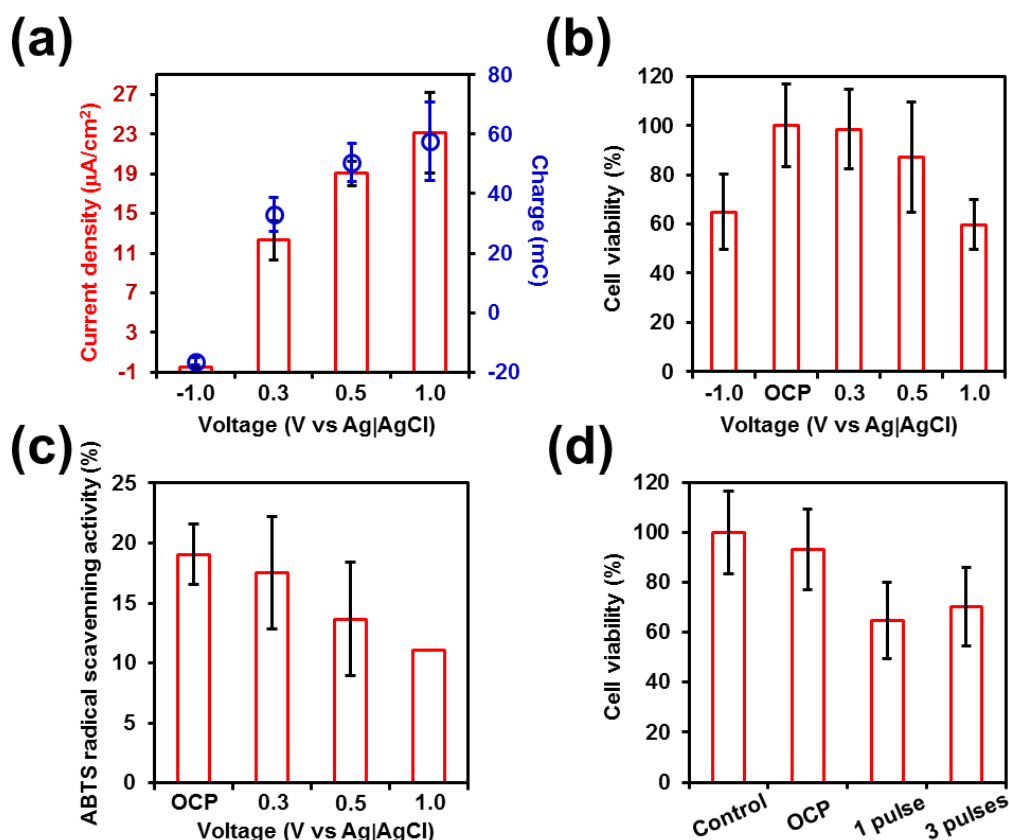 (a)
Current density (µA/cm²)
27
23
19
15
11
7
3
-1
80
60
40
20
0
-20
Charge (mC)
-1.0 0.3 0.5 1.0
Voltage (V vs Ag|AgCl)
(b)
Cell viability (%)
120
100
80
60
40
20
0
-1.0 OCP 0.3 0.5 1.0
Voltage (V vs Ag|AgCl)
(c)
ABTS radical scavenning activity (%)
25
20
15
10
5
0
OCP 0.3 0.5 1.0
Voltage (V vs Ag|AgCl)
(d)
Cell viability (%)
120
100
80
60
40
20
0
Control OCP 1 pulse 3 pulses